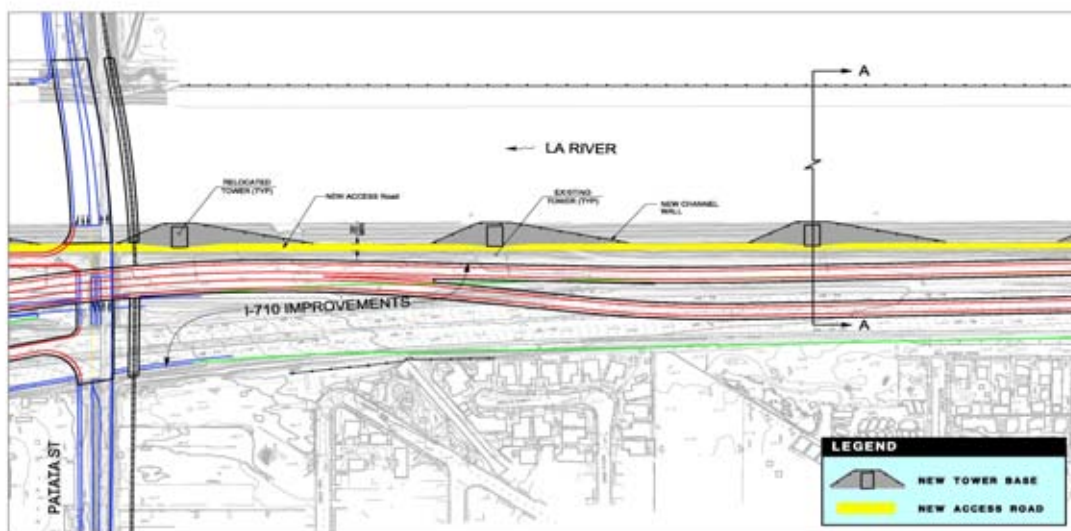 A
LA RIVER
RELOCATED
TOWER (TYP)
NEW ACCESS Road
EXISTING
TOWER (TYP)
NEW CHANNEL
WALL
I-710 IMPROVEMENTS
A
PATATA ST
LEGEND
NEW TOWER BASE
NEW ACCESS ROAD